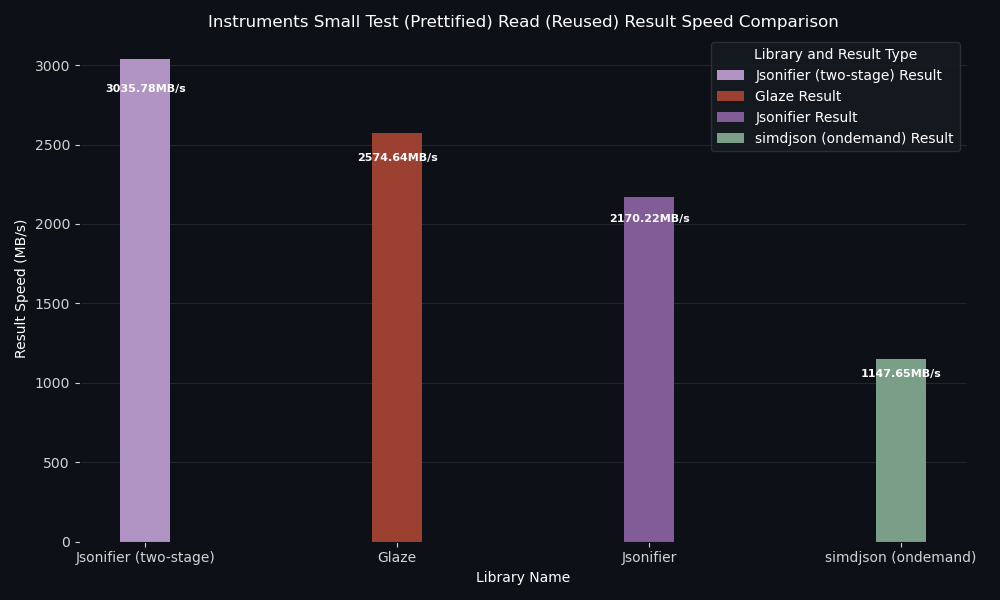 Instruments Small Test (Prettified) Read (Reused) Result Speed Comparison
Library and Result Type
Jsonifier (two-stage) Result
Glaze Result
Jsonifier Result
simdjson (ondemand) Result
Result Speed (MB/s)
3000
2500
2000
1500
1000
500
0
3035.78MB/s
2574.64MB/s
2170.22MB/s
1147.65MB/s
Jsonifier (two-stage)
Glaze
Jsonifier
simdjson (ondemand)
Library Name